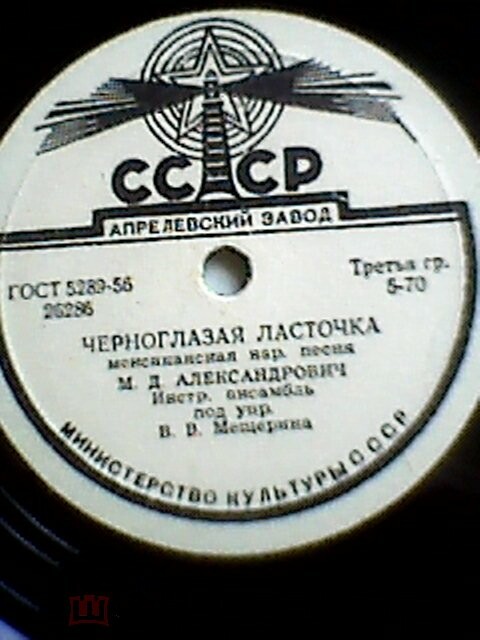 СССР
АПРЕЛЕВСКИЙ ЗАВОД
ГОСТ 5289-56
26286
Третья гр.
5-70
ЧЕРНОГЛАЗАЯ ЛАСТОЧКА
мексиканская нар. песня
М. Д. АЛЕКСАНДРОВИЧ
Инстр. ансамбль
под упр.
В. В. Мещерина
МИНИСТЕРСТВО КУЛЬТУРЫ СССР